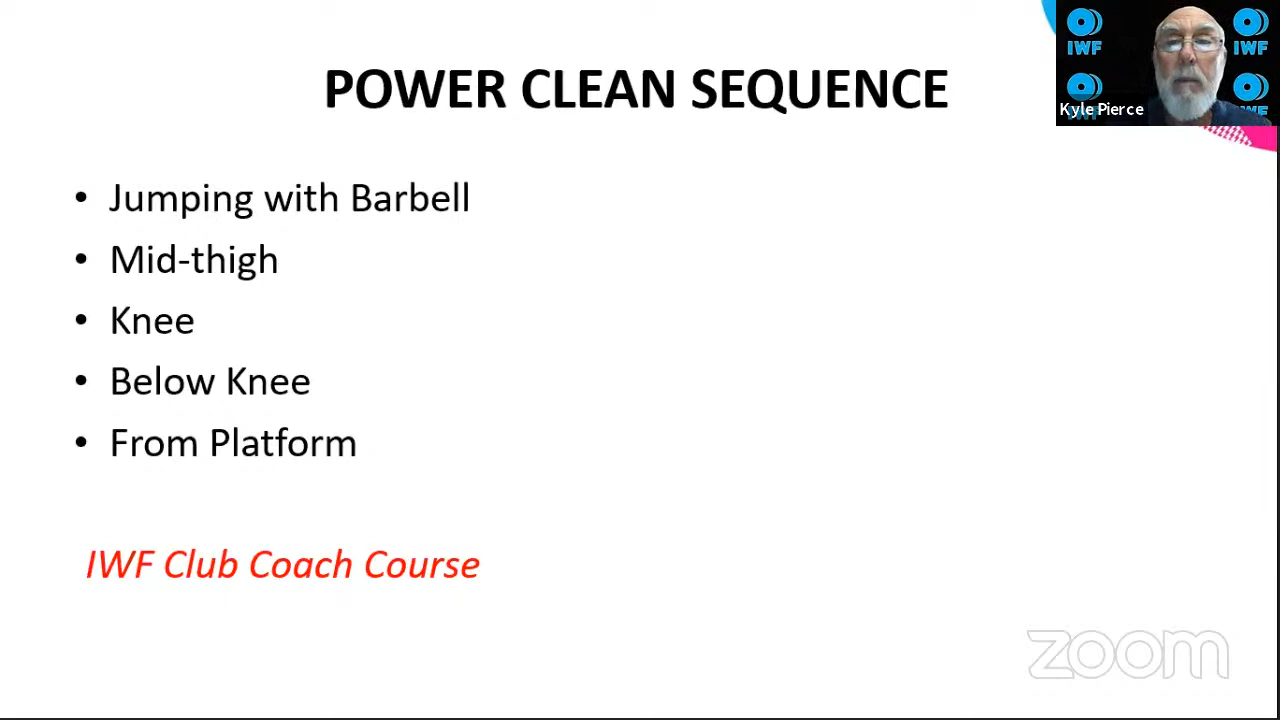 POWER CLEAN SEQUENCE
IWF
IWF
Kyle Pierce
• Jumping with Barbell
• Mid-thigh
• Knee
• Below Knee
• From Platform
IWF Club Coach Course
zoom